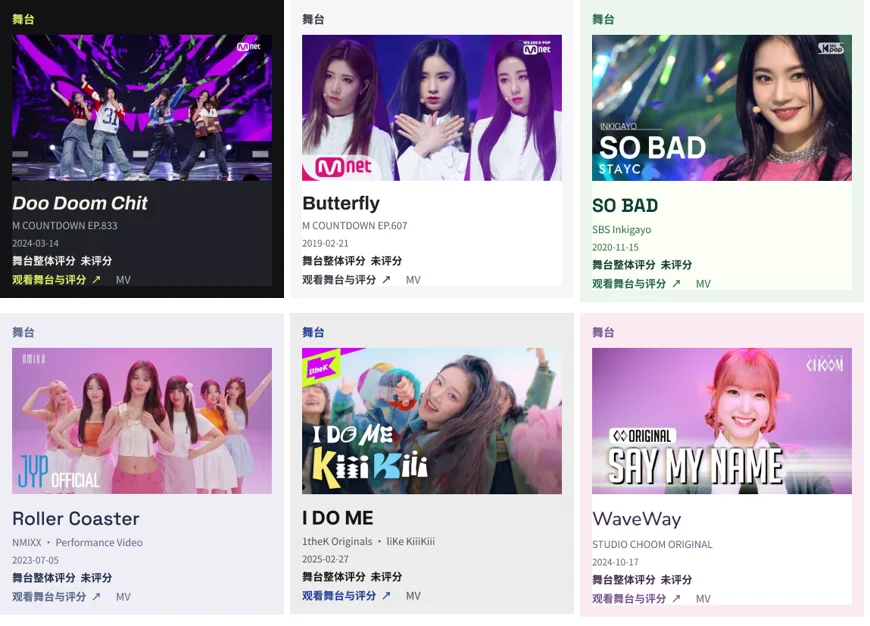 舞台
Mnet
Doo Doom Chit
M COUNTDOWN EP.833
2024-03-14
舞台整体评分 未评分
观看舞台与评分 ↗ MV
舞台
WE ARE K-POP
Mnet
Mnet
Butterfly
M COUNTDOWN EP.607
2019-02-21
舞台整体评分 未评分
观看舞台与评分 ↗ MV
舞台
INKIGAYO
SO BAD
STAYC
SO BAD
SBS Inkigayo
2020-11-15
舞台整体评分 未评分
观看舞台与评分 ↗ MV
舞台
NMIXX
JYP OFFICIAL
Roller Coaster
NMIXX · Performance Video
2023-07-05
舞台整体评分 未评分
观看舞台与评分 ↗ MV
舞台
1theK
I DO ME
KiiiKiii
I DO ME
1theK Originals · liKe KiiiKiii
2025-02-27
舞台整体评分 未评分
观看舞台与评分 ↗ MV
舞台
STUDIO
CHOOM
ORIGINAL
SAY MY NAME
WaveWay
STUDIO CHOOM ORIGINAL
2024-10-17
舞台整体评分 未评分
观看舞台与评分 ↗ MV